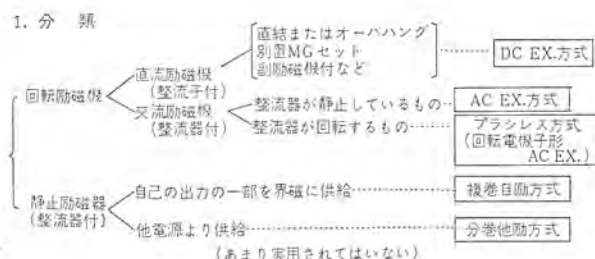 1. 分 類
直結またはオーバハング
別置MGセット
副励磁機付など
DC EX.方式
直流励磁機
(整流子付)
回転励磁機
交流励磁機
(整流器付)
整流器が静止しているもの
AC EX.方式
整流器が回転するもの
ブラシレス方式
(回転電機子形
AC EX.)
静止励磁器
(整流器付)
自己の出力の一部を界磁に供給
複巻自励方式
他電源より供給
分巻他励方式
(あまり実用されてはいない)